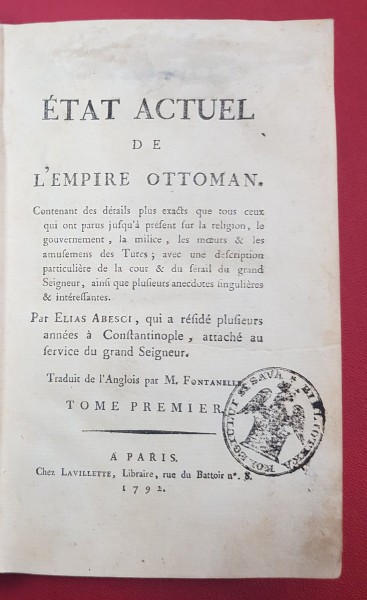 ÉTAT ACTUEL
DE
L'EMPIRE OTTOMAN.
Contenant des détails plus exacts que tous ceux
qui ont parus jusqu'à présent sur la religion, le
gouvernement, la milice, les mœurs & les
amusemens des Turcs; avec une description
particulière de la cour & du serail du grand
Seigneur, ainsi que plusieurs anecdotes singulières
& intéressantes.
Par ELIAS ABESCI, qui a résidé plusieurs
années à Constantinople, attaché au
service du grand Seigneur.
Traduit de l'Anglois par M. FONTANELLE
TOME PREMIER.
A PARIS.
Chez LAVILLETTE, Libraire, rue du Battoir nº. 8.
1792.
SAVA